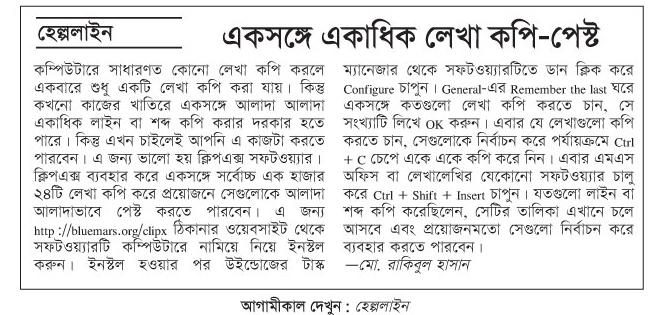 হেল্পলাইন
একসঙ্গে একাধিক লেখা কপি-পেস্ট
কম্পিউটারে সাধারণত কোনো লেখা কপি করলে
একবারে শুধু একটি লেখা কপি করা যায়। কিন্তু
কখনো কাজের খাতিরে একসঙ্গে আলাদা আলাদা
একাধিক লাইন বা শব্দ কপি করার দরকার হতে
পারে। কিন্তু এখন চাইলেই আপনি এ কাজটা করতে
পারবেন। এ জন্য ভালো হয় ক্লিপএক্স সফটওয়্যার।
ক্লিপএক্স ব্যবহার করে একসঙ্গে সর্বোচ্চ এক হাজার
২৪টি লেখা কপি করে প্রয়োজনে সেগুলোকে আলাদা
আলাদাভাবে পেস্ট করতে পারবেন। এ জন্য
http://bluemars.org/clipx ঠিকানার ওয়েবসাইট থেকে
সফটওয়্যারটি কম্পিউটারে নামিয়ে নিয়ে ইনস্টল
করুন। ইনস্টল হওয়ার পর উইন্ডোজের টাস্ক
ম্যানেজার থেকে সফটওয়্যারটিতে ডান ক্লিক করে
Configure চাপুন। General-এর Remember the last ঘরে
একসঙ্গে কতগুলো লেখা কপি করতে চান, সে
সংখ্যাটি লিখে OK করুন। এবার যে লেখাগুলো কপি
করতে চান, সেগুলোকে নির্বাচন করে পর্যায়ক্রমে Ctrl
+ C চেপে একে একে কপি করে নিন। এবার এমএস
অফিস বা লেখালেখির যেকোনো সফটওয়্যার চালু
করে Ctrl + Shift + Insert চাপুন। যতগুলো লাইন বা
শব্দ কপি করেছিলেন, সেটির তালিকা এখানে চলে
আসবে এবং প্রয়োজনমতো সেগুলো নির্বাচন করে
ব্যবহার করতে পারবেন।
—মো. রাকিবুল হাসান
আগামীকাল দেখুন : হেল্পলাইন